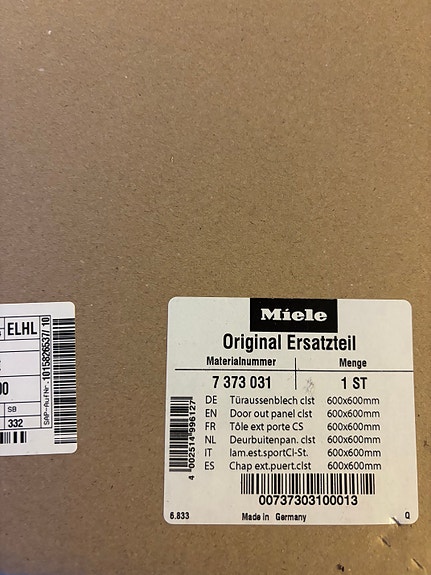 ELHL
00
SB
332
SAP-AufNr.:1015826537/10
Miele
Original Ersatzteil
Materialnummer Menge
7 373 031 1 ST
DE Türaussenblech clst 600x600mm
EN Door out panel clst 600x600mm
FR Tôle ext porte CS 600x600mm
NL Deurbuitenpan. clst 600x600mm
IT lam.est.sportCl-St. 600x600mm
ES Chap ext.puert.clst 600x600mm
4 002514 996127
00737303100013
6.833 Made in Germany Q